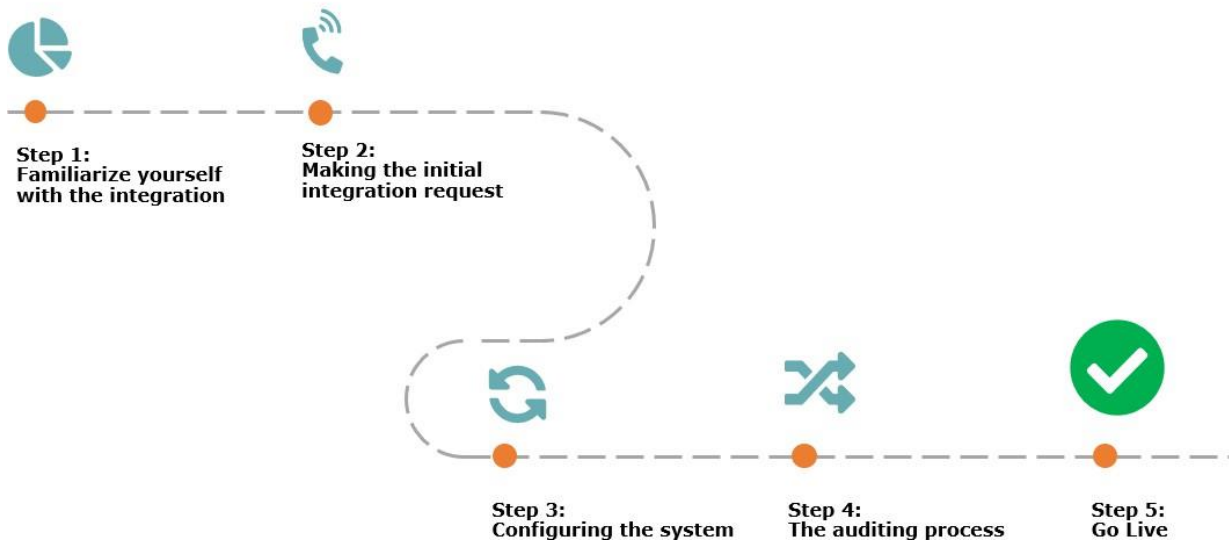 Step 1:
Familiarize yourself
with the integration
Step 2:
Making the initial
integration request
Step 3:
Configuring the system
Step 4:
The auditing process
Step 5:
Go Live